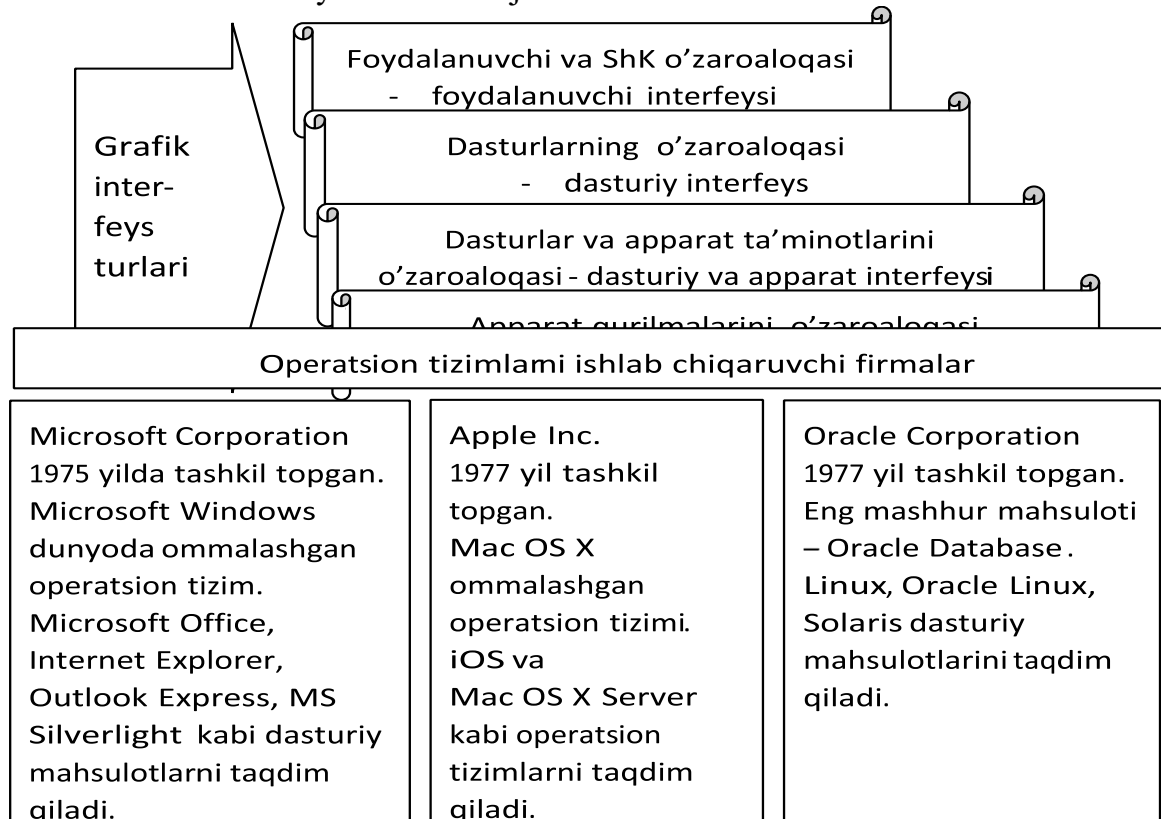 Foydalanuvchi va ShK o’zaroaloqasi
- foydalanuvchi interfeysi
Grafik
inter-
feys
turlari
Dasturlarning o’zaroaloqasi
- dasturiy interfeys
Dasturlar va apparat ta’minotlarini
o’zaroaloqasi - dasturiy va apparat interfeysi
Apparat qurilmalarini o’zaroaloqasi
Operatsion tizimlarni ishlab chiqaruvchi firmalar
Microsoft Corporation
1975 yilda tashkil topgan.
Microsoft Windows
dunyoda ommalashgan
operatsion tizim.
Microsoft Office,
Internet Explorer,
Outlook Express, MS
Silverlight kabi dasturiy
mahsulotlarni taqdim
qiladi.
Apple Inc.
1977 yil tashkil
topgan.
Mac OS X
ommalashgan
operatsion tizimi.
iOS va
Mac OS X Server
kabi operatsion
tizimlarni taqdim
qiladi.
Oracle Corporation
1977 yil tashkil topgan.
Eng mashhur mahsuloti
– Oracle Database.
Linux, Oracle Linux,
Solaris dasturiy
mahsulotlarini taqdim
qiladi.